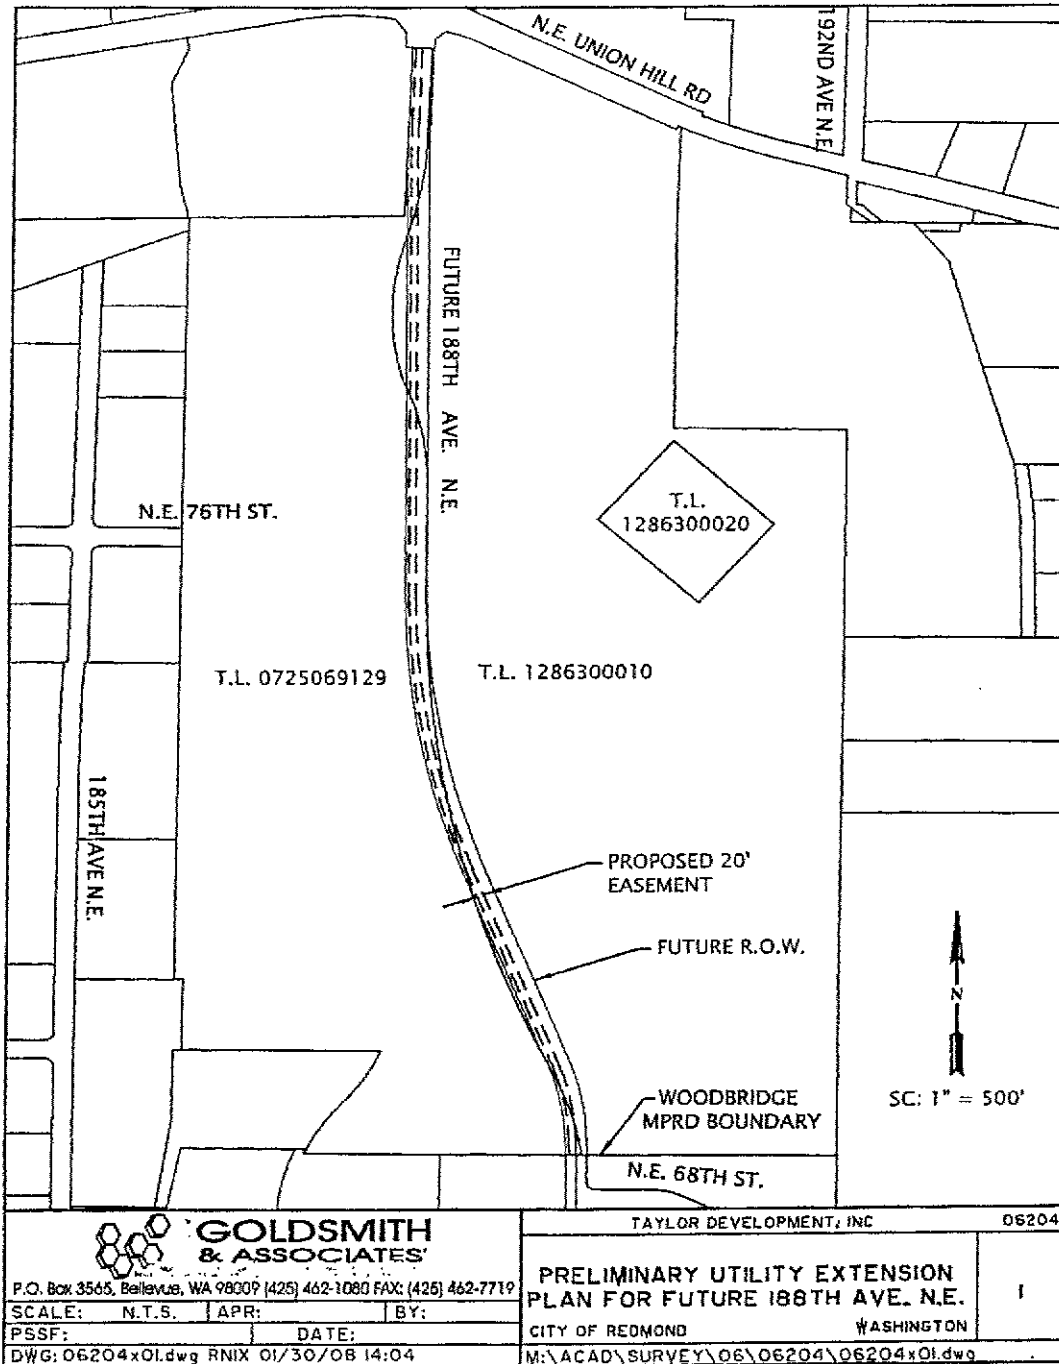 N.E. UNION HILL RD
192ND AVE N.E.
FUTURE 188TH AVE. N.E.
T.L.
1286300020
N.E. 76TH ST.
T.L. 0725069129
T.L. 1286300010
185TH AVE N.E.
PROPOSED 20'
EASEMENT
FUTURE R.O.W.
N
WOODBRIDGE
MPRD BOUNDARY
SC: 1" = 500'
N.E. 68TH ST.
GOLDSMITH
& ASSOCIATES
P.O. Box 3565, Bellevue, WA 98009 (425) 462-1080 FAX: (425) 462-7719
SCALE: N.T.S. APR: BY:
PSSF: DATE:
DWG: 06204x01.dwg RNIX 01/30/08 14:04
TAYLOR DEVELOPMENT, INC 06204
PRELIMINARY UTILITY EXTENSION
PLAN FOR FUTURE 188TH AVE. N.E.
1
CITY OF REDMOND WASHINGTON
M:\ACAD\SURVEY\06\06204\06204x01.dwg